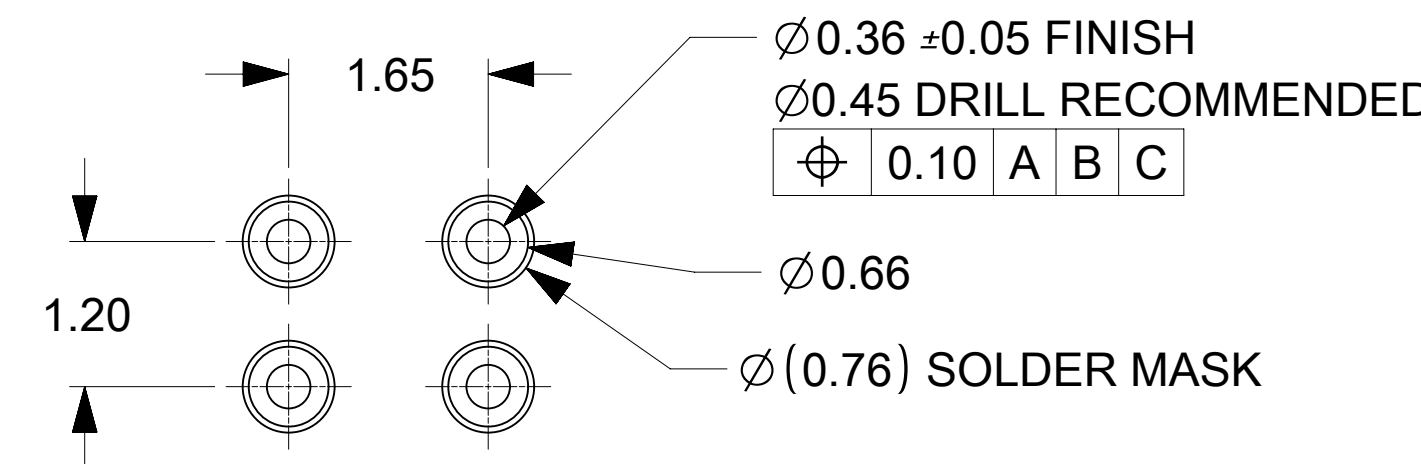 1.65
⌀0.36 ±0.05 FINISH
⌀0.45 DRILL RECOMMENDED
⌖ 0.10 A B C
⌀0.66
1.20
⌀(0.76) SOLDER MASK